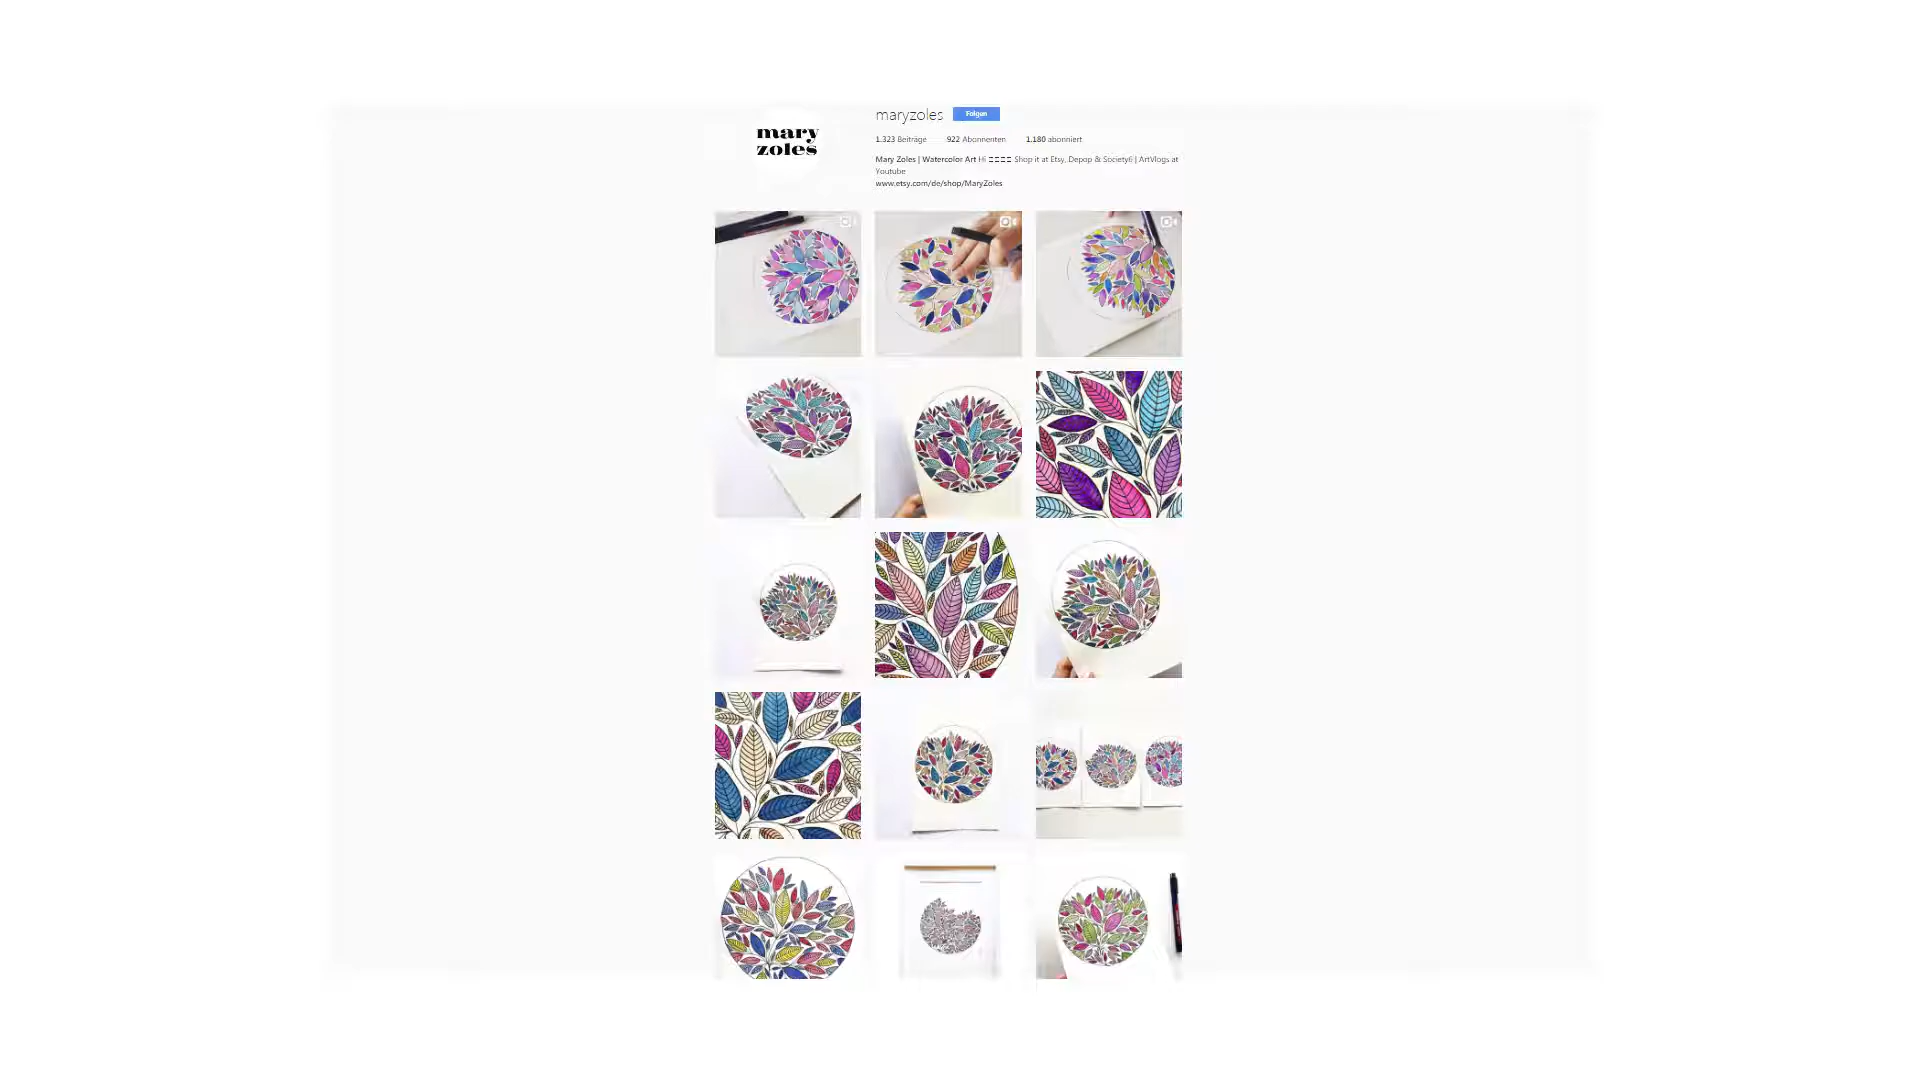 mary
zoles
maryzoles Folgen
1.323 Beiträge 922 Abonnenten 1.180 abonniert
Mary Zoles | Watercolor Art Hi Shop it at Etsy, Depop & Society6 | ArtVlogs at
Youtube
www.etsy.com/de/shop/MaryZoles